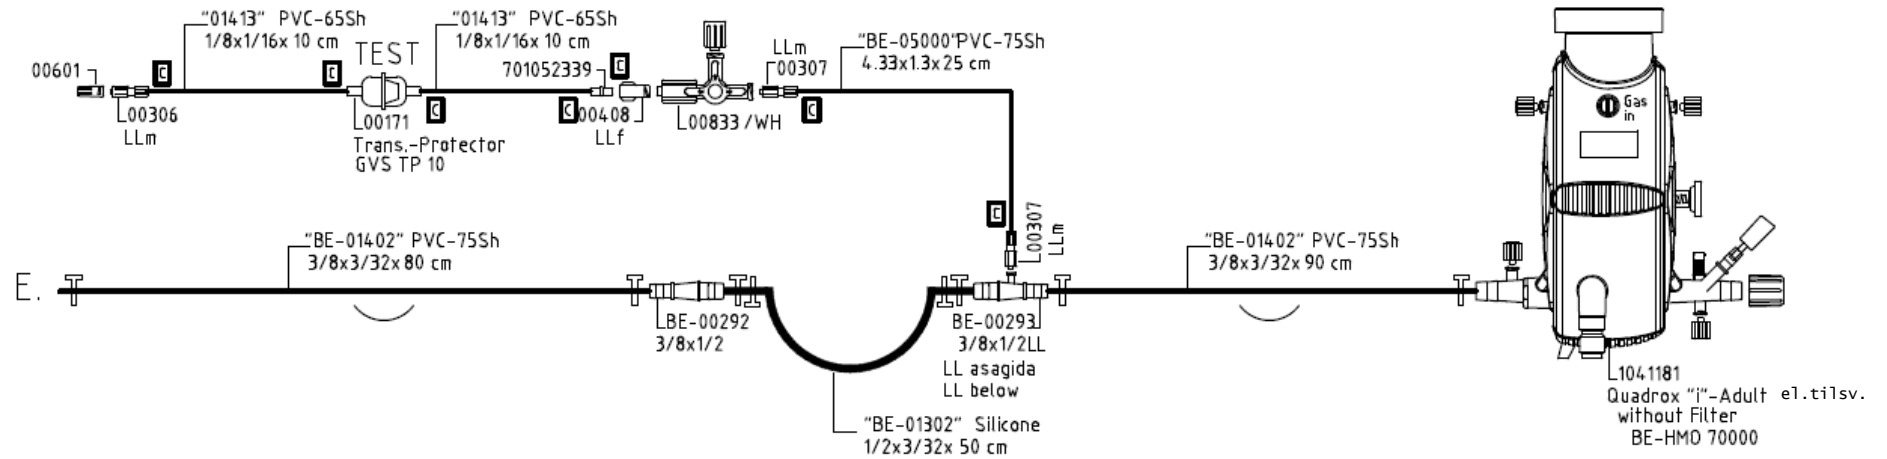 "01413" PVC-65Sh
1/8x1/16x 10 cm
"01413" PVC-65Sh
1/8x1/16x 10 cm
TEST
00601
C
C
00306
LLm
00171
Trans.-Protector
GVS TP 10
C
701052339
C
C
00408
LLf
00833 /WH
LLm
00307
C
"BE-05000"PVC-75Sh
4.33x1.3x 25 cm
C
00307
LLm
Gas
in
E.
"BE-01402" PVC-75Sh
3/8x3/32x 80 cm
BE-00292
3/8x1/2
"BE-01302" Silicone
1/2x3/32x 50 cm
BE-00293
3/8x1/2LL
LL asagida
LL below
"BE-01402" PVC-75Sh
3/8x3/32x 90 cm
1041181
Quadrox "i"-Adult el.tilsv.
without Filter
BE-HMO 70000